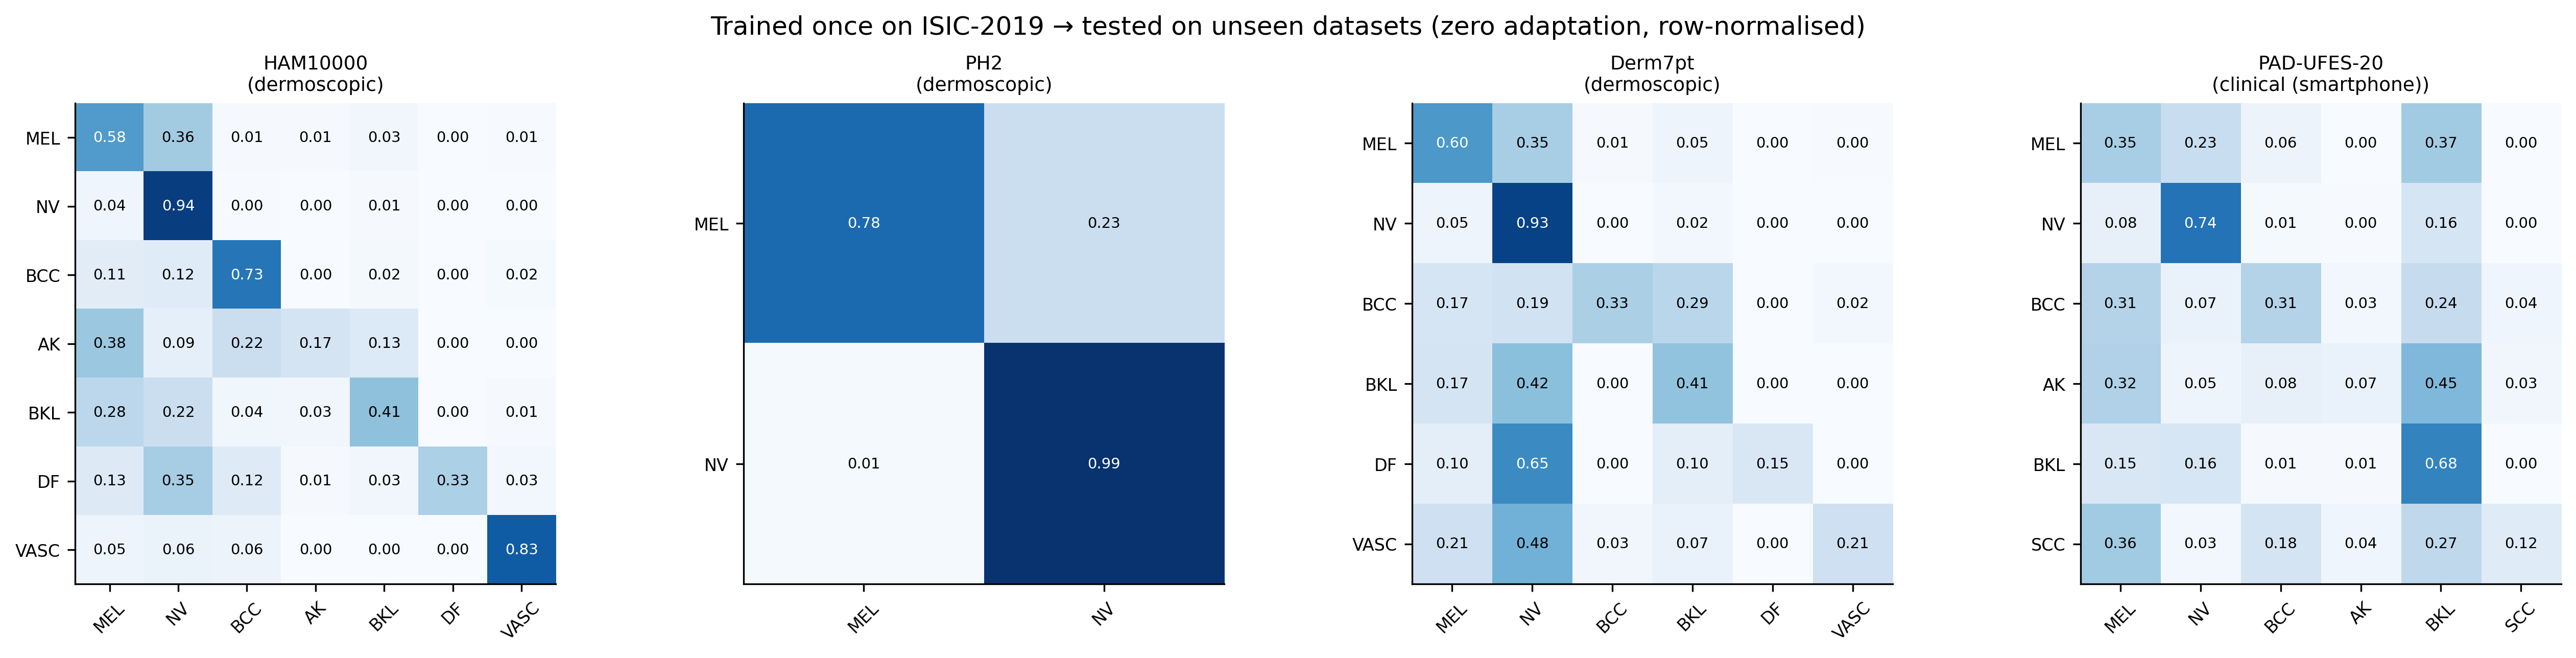 Trained once on ISIC-2019 → tested on unseen datasets (zero adaptation, row-normalised)
HAM10000
(dermoscopic)
MEL 0.58 0.36 0.01 0.01 0.03 0.00 0.01
NV 0.04 0.94 0.00 0.00 0.01 0.00 0.00
BCC 0.11 0.12 0.73 0.00 0.02 0.00 0.02
AK 0.38 0.09 0.22 0.17 0.13 0.00 0.00
BKL 0.28 0.22 0.04 0.03 0.41 0.00 0.01
DF 0.13 0.35 0.12 0.01 0.03 0.33 0.03
VASC 0.05 0.06 0.06 0.00 0.00 0.00 0.83
MEL NV BCC AK BKL DF VASC
PH2
(dermoscopic)
MEL 0.78 0.23
NV 0.01 0.99
MEL NV
Derm7pt
(dermoscopic)
MEL 0.60 0.35 0.01 0.05 0.00 0.00
NV 0.05 0.93 0.00 0.02 0.00 0.00
BCC 0.17 0.19 0.33 0.29 0.00 0.02
BKL 0.17 0.42 0.00 0.41 0.00 0.00
DF 0.10 0.65 0.00 0.10 0.15 0.00
VASC 0.21 0.48 0.03 0.07 0.00 0.21
MEL NV BCC BKL DF VASC
PAD-UFES-20
(clinical (smartphone))
MEL 0.35 0.23 0.06 0.00 0.37 0.00
NV 0.08 0.74 0.01 0.00 0.16 0.00
BCC 0.31 0.07 0.31 0.03 0.24 0.04
AK 0.32 0.05 0.08 0.07 0.45 0.03
BKL 0.15 0.16 0.01 0.01 0.68 0.00
SCC 0.36 0.03 0.18 0.04 0.27 0.12
MEL NV BCC AK BKL SCC